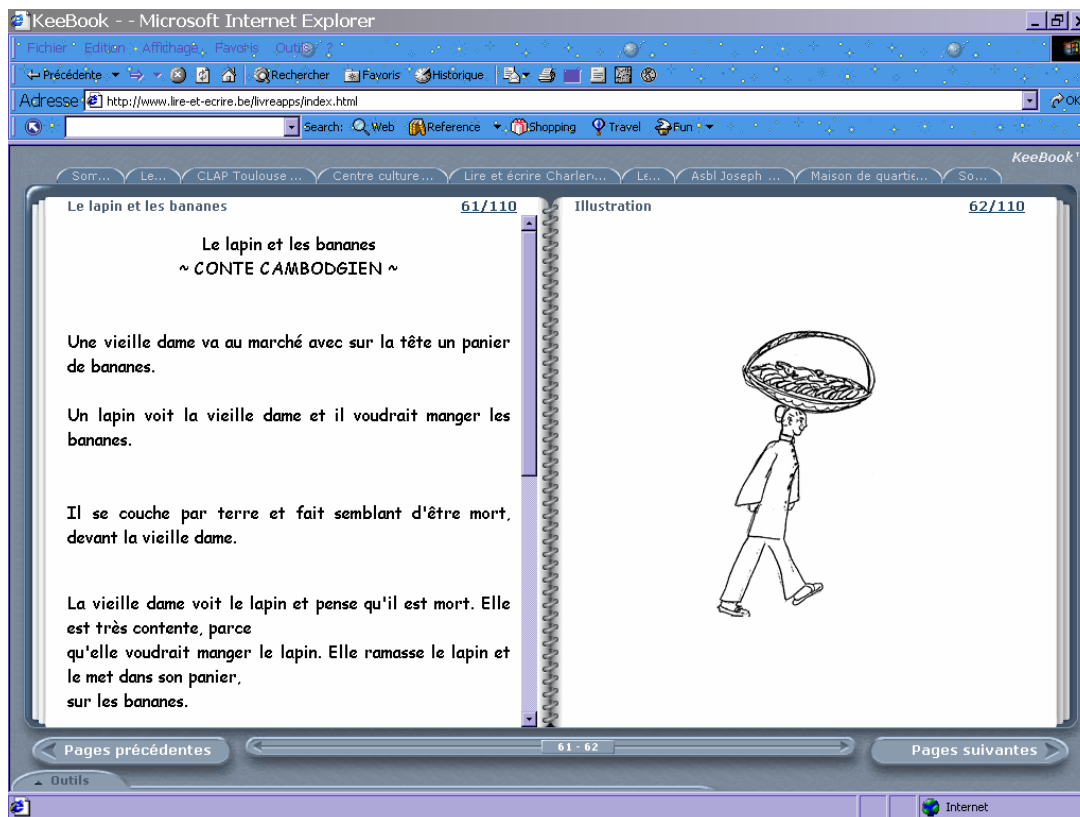 KeeBook - - Microsoft Internet Explorer
Fichier Edition Affichage Favoris Outils ?
Précédente Rechercher Favoris Historique
Adresse http://www.lire-et-ecrire.be/livreapps/index.html OK
Search: Web Reference Shopping Travel Fun
KeeBook
Som... Le... CLAP Toulouse ... Centre culture... Lire et écrire Charler... Le... Asbl Joseph ... Maison de quartie... So...
Le lapin et les bananes 61/110
Le lapin et les bananes
~ CONTE CAMBODGIEN ~
Une vieille dame va au marché avec sur la tête un panier
de bananes.
Un lapin voit la vieille dame et il voudrait manger les
bananes.
Il se couche par terre et fait semblant d'être mort,
devant la vieille dame.
La vieille dame voit le lapin et pense qu'il est mort. Elle
est très contente, parce
qu'elle voudrait manger le lapin. Elle ramasse le lapin et
le met dans son panier,
sur les bananes.
Illustration 62/110
Pages précédentes
61 - 62
Pages suivantes
Outils
Internet